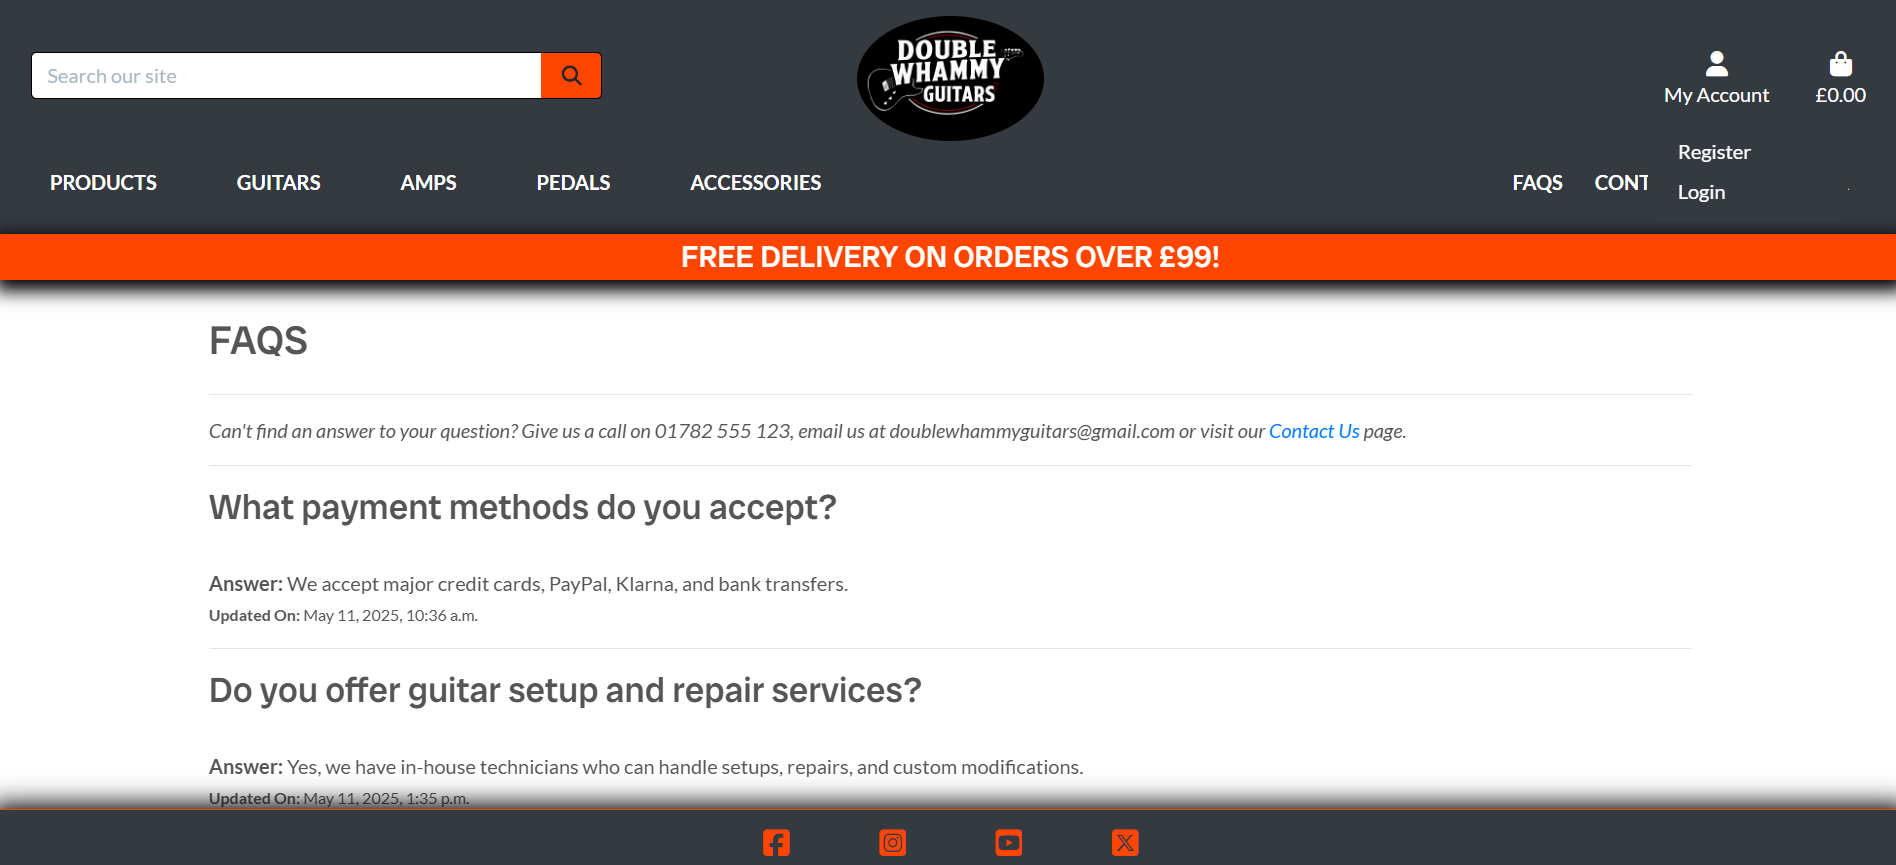 Search our site
DOUBLE
WHAMMY
GUITARS
My Account
£0.00
Register
Login
PRODUCTS
GUITARS
AMPS
PEDALS
ACCESSORIES
FAQS
CONT
FREE DELIVERY ON ORDERS OVER £99!
FAQS
Can't find an answer to your question? Give us a call on 01782 555 123, email us at doublewhammyguitars@gmail.com or visit our Contact Us page.
What payment methods do you accept?
Answer: We accept major credit cards, PayPal, Klarna, and bank transfers.
Updated On: May 11, 2025, 10:36 a.m.
Do you offer guitar setup and repair services?
Answer: Yes, we have in-house technicians who can handle setups, repairs, and custom modifications.
Updated On: May 11, 2025, 1:35 p.m.